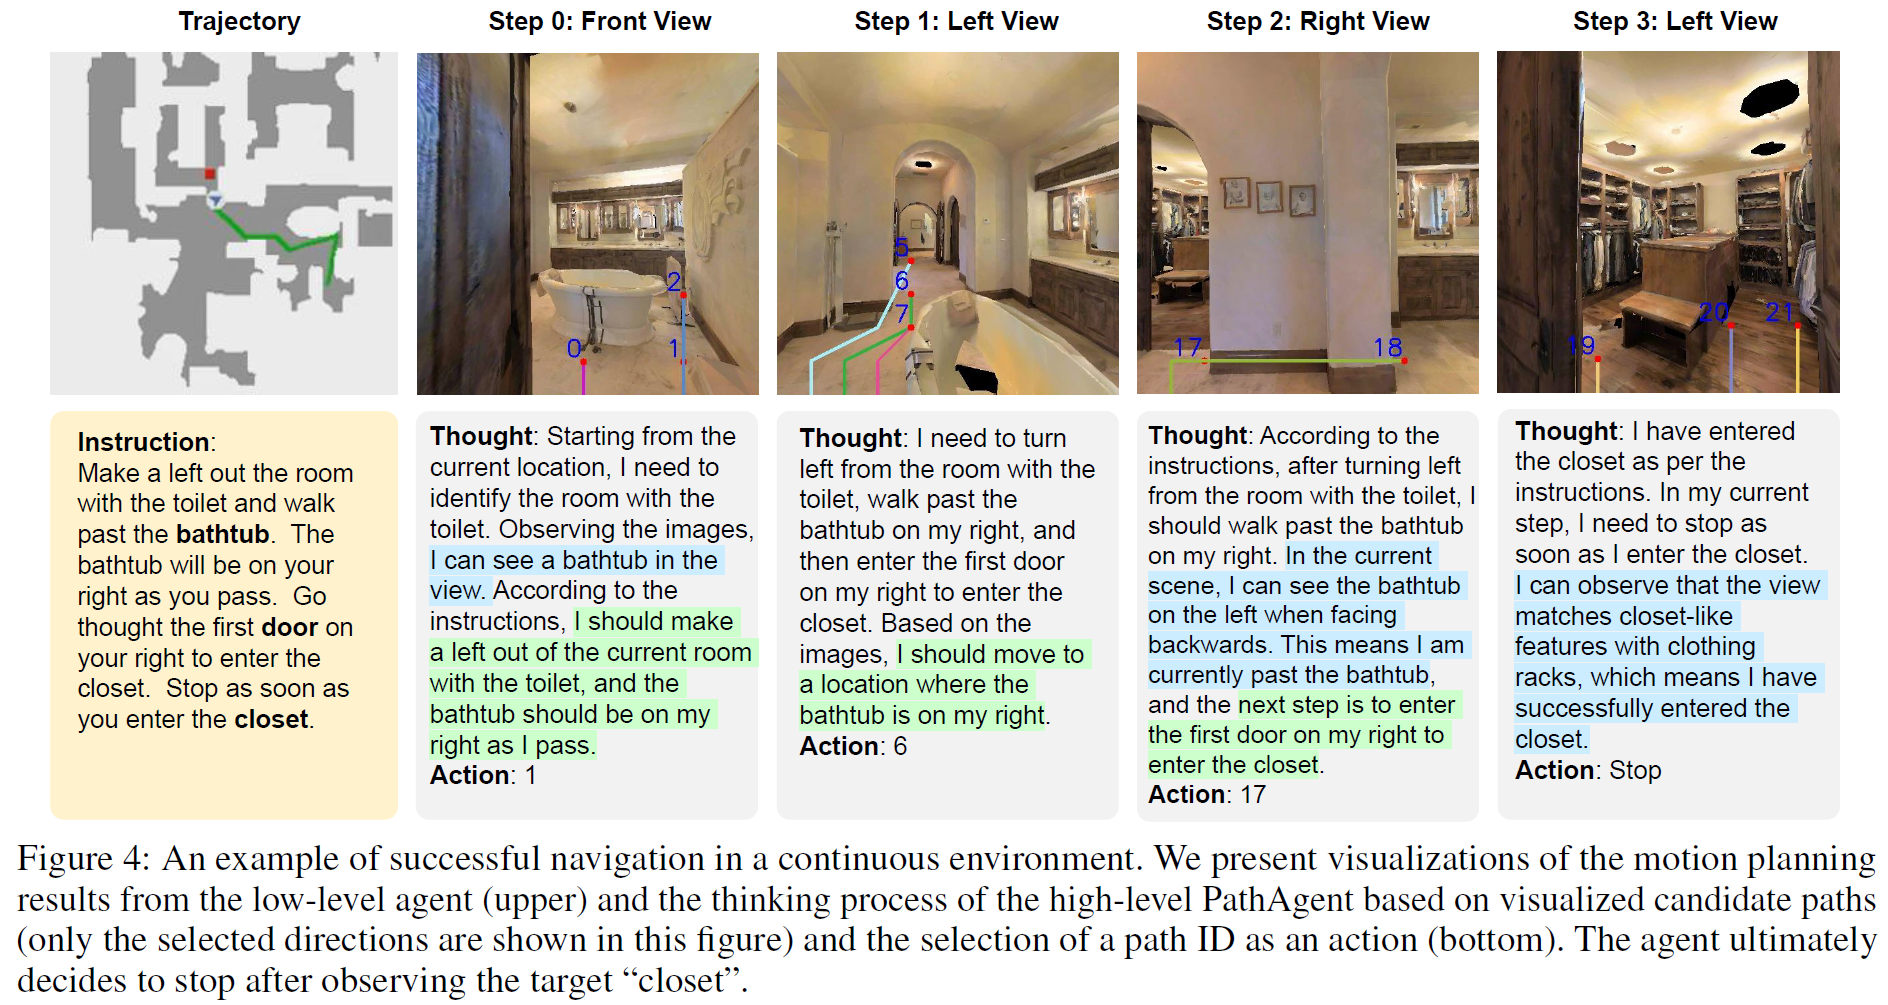 Trajectory
Step 0: Front View
Step 1: Left View
Step 2: Right View
Step 3: Left View
2
0
1
5
6
7
17
18
19
20
21
Instruction:
Make a left out the room
with the toilet and walk
past the bathtub. The
bathtub will be on your
right as you pass. Go
thought the first door on
your right to enter the
closet. Stop as soon as
you enter the closet.
Thought: Starting from the
current location, I need to
identify the room with the
toilet. Observing the images,
I can see a bathtub in the
view. According to the
instructions, I should make
a left out of the current room
with the toilet, and the
bathtub should be on my
right as I pass.
Action: 1
Thought: I need to turn
left from the room with the
toilet, walk past the
bathtub on my right, and
then enter the first door
on my right to enter the
closet. Based on the
images, I should move to
a location where the
bathtub is on my right.
Action: 6
Thought: According to the
instructions, after turning left
from the room with the toilet, I
should walk past the bathtub
on my right. In the current
scene, I can see the bathtub
on the left when facing
backwards. This means I am
currently past the bathtub,
and the next step is to enter
the first door on my right to
enter the closet.
Action: 17
Thought: I have entered
the closet as per the
instructions. In my current
step, I need to stop as
soon as I enter the closet.
I can observe that the view
matches closet-like
features with clothing
racks, which means I have
successfully entered the
closet.
Action: Stop
Figure 4: An example of successful navigation in a continuous environment. We present visualizations of the motion planning
results from the low-level agent (upper) and the thinking process of the high-level PathAgent based on visualized candidate paths
(only the selected directions are shown in this figure) and the selection of a path ID as an action (bottom). The agent ultimately
decides to stop after observing the target “closet”.